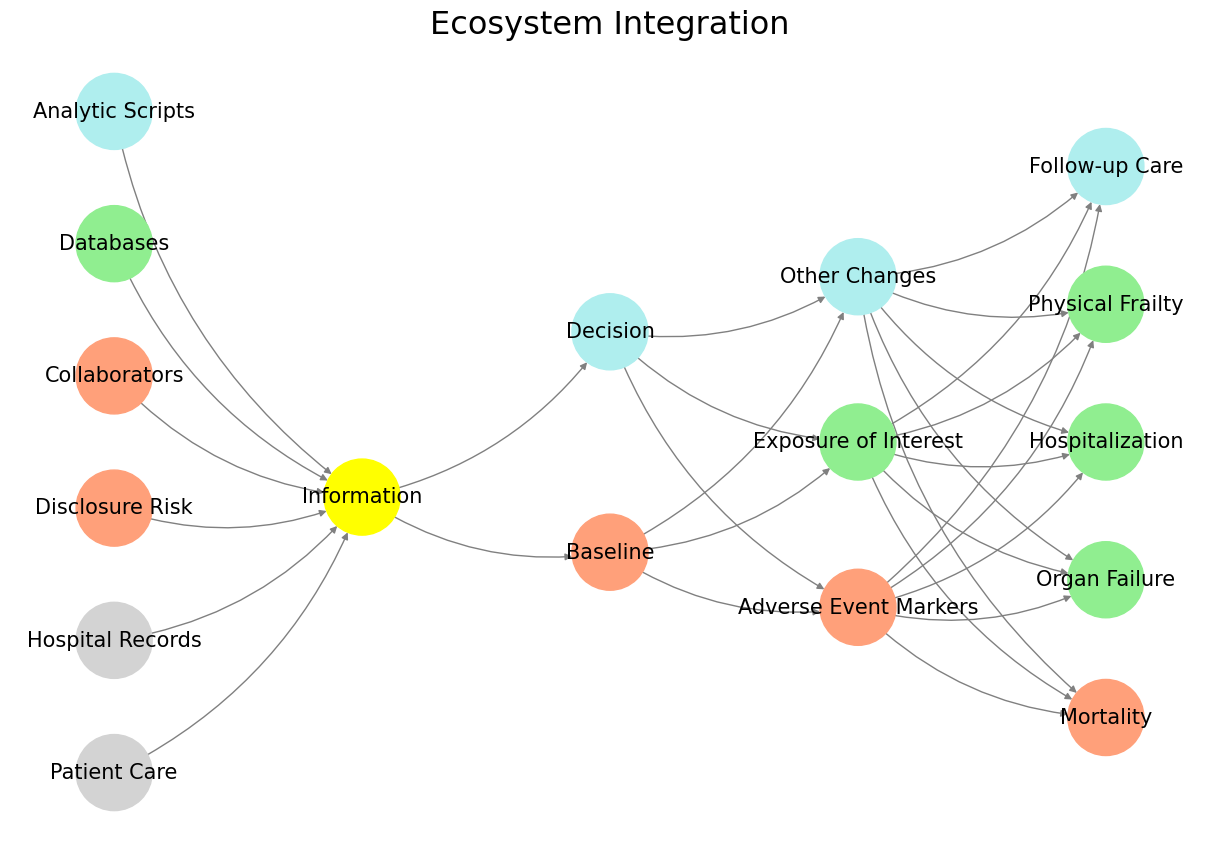 Ecosystem Integration
Analytic Scripts
Databases
Collaborators
Disclosure Risk
Hospital Records
Patient Care
Information
Decision
Baseline
Other Changes
Exposure of Interest
Adverse Event Markers
Follow-up Care
Physical Frailty
Hospitalization
Organ Failure
Mortality